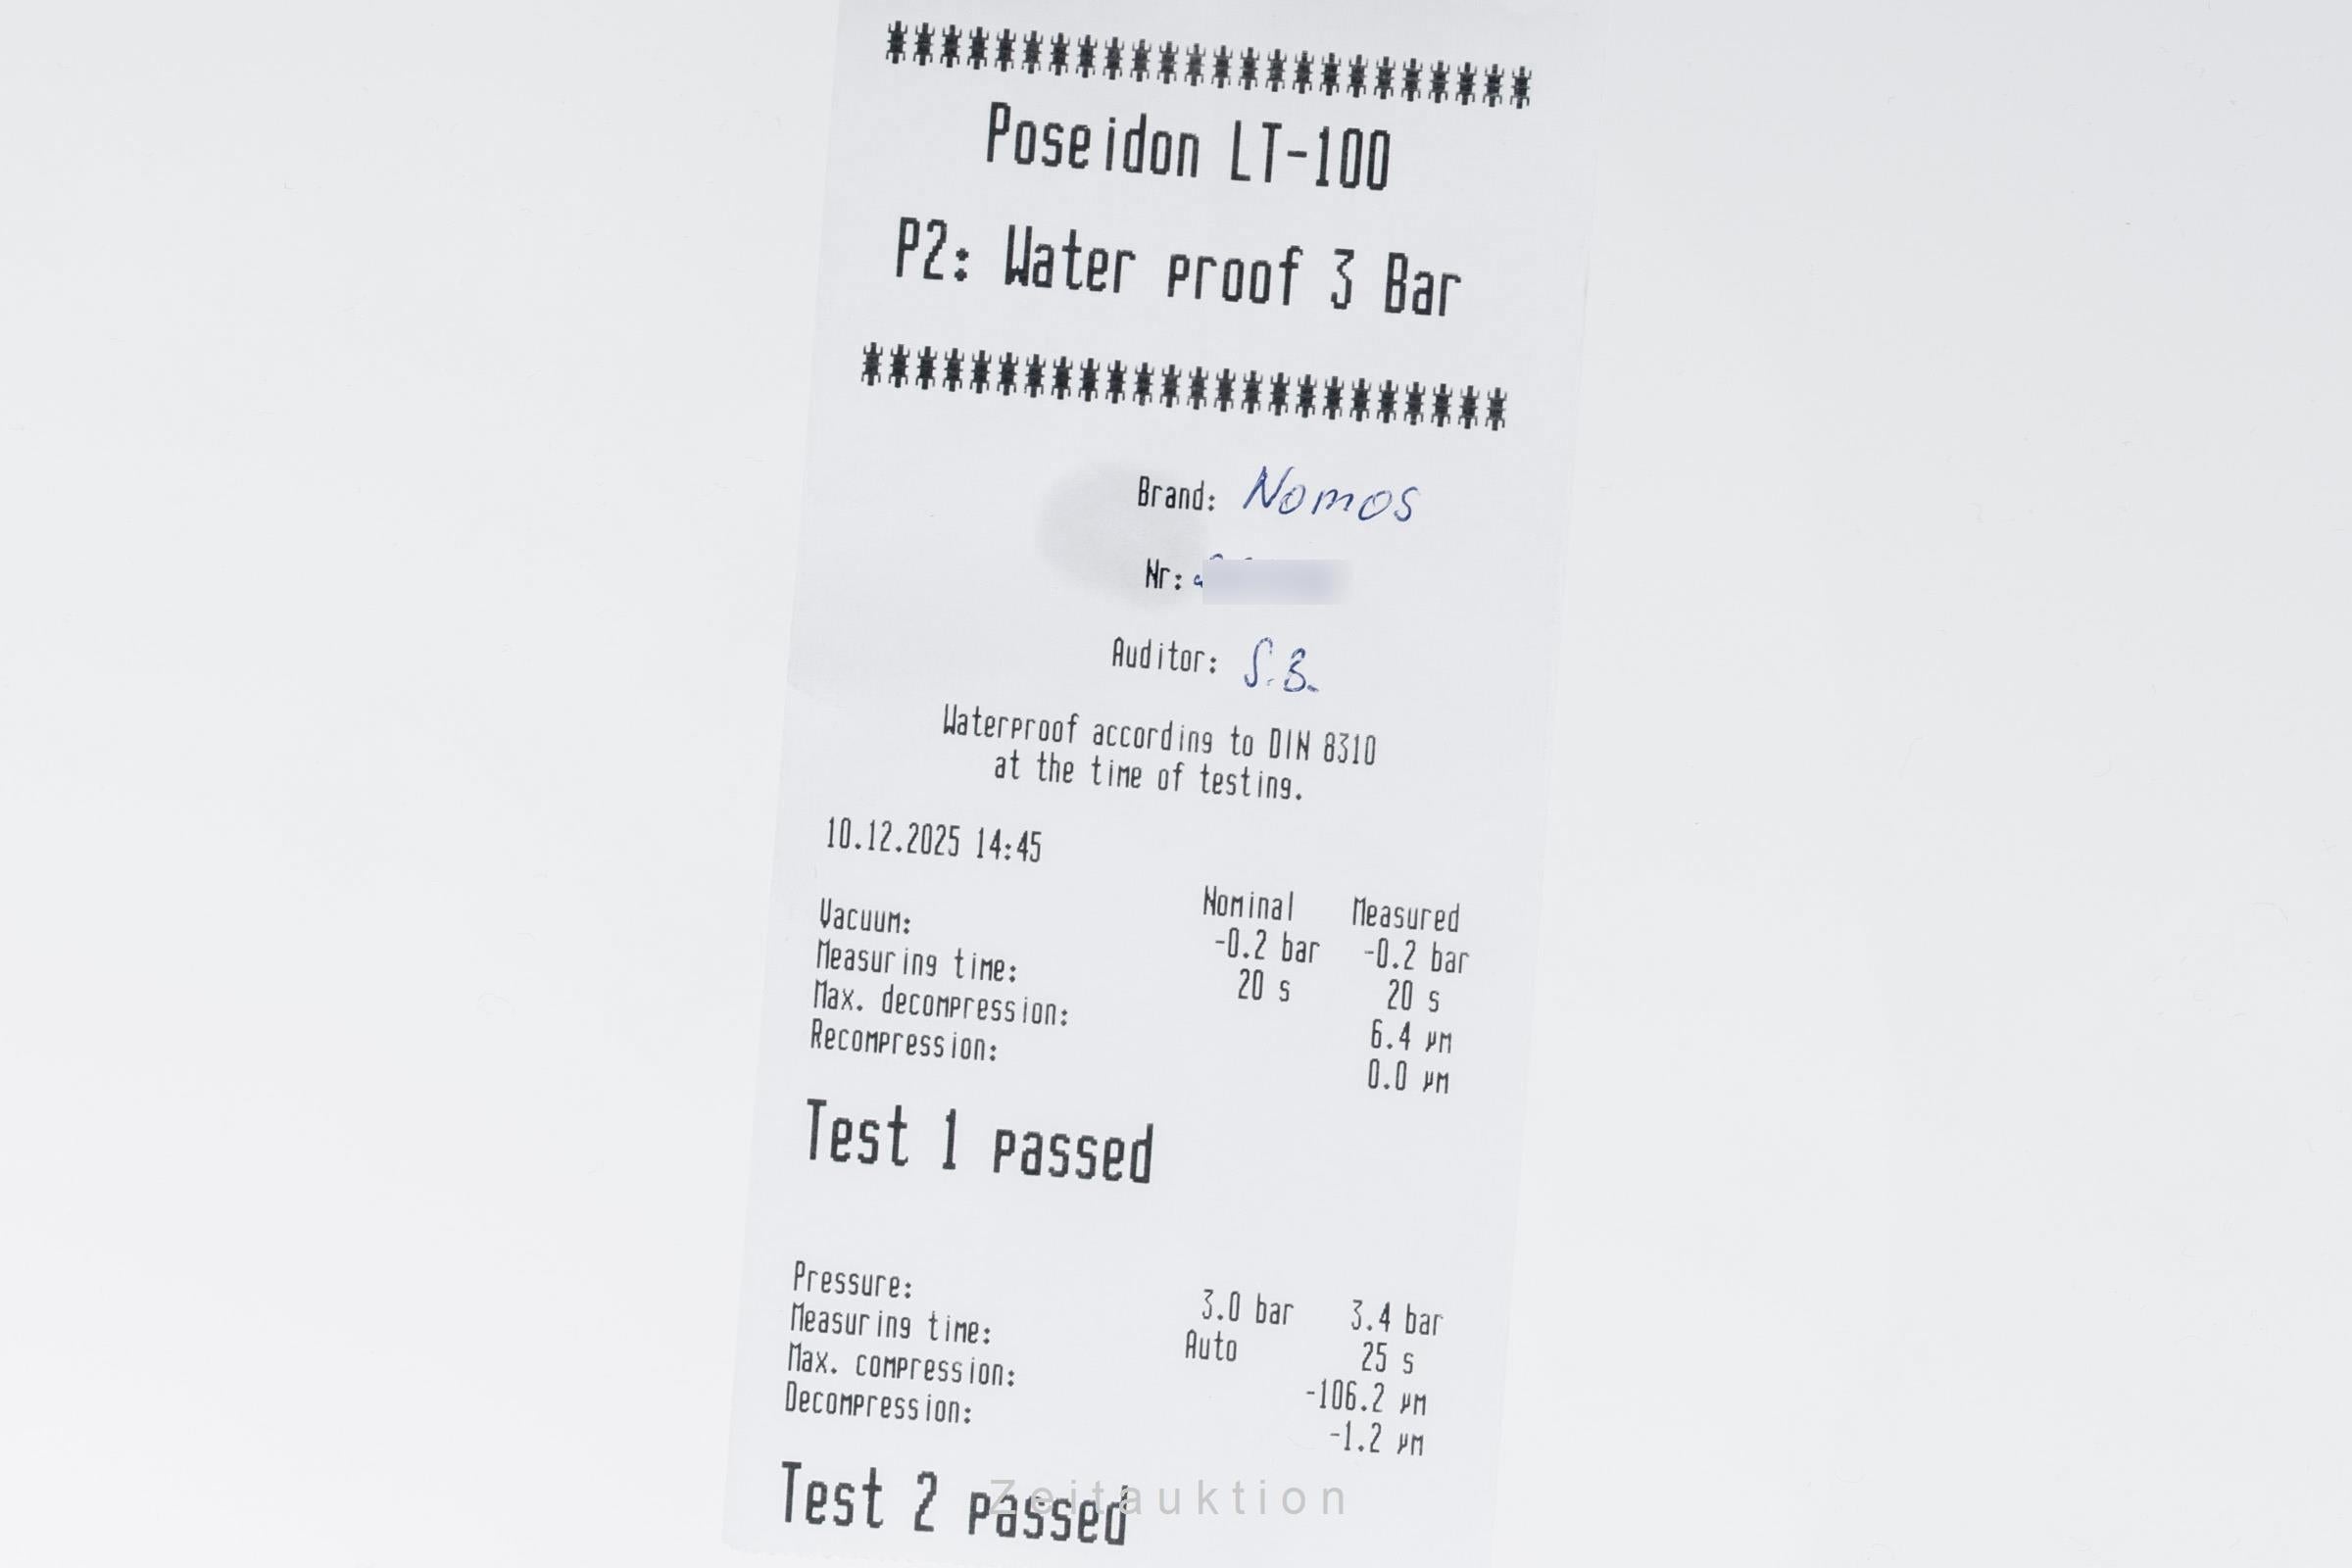 ************************
Poseidon LT-100
P2: Water proof 3 Bar
************************
Brand: Nomos
Nr:
Auditor: S.B.
Waterproof according to DIN 8310
at the time of testing.
10.12.2025 14:45
Nominal Measured
Vacuum: -0.2 bar -0.2 bar
Measuring time: 20 s 20 s
Max. decompression: 6.4 µm
Recompression: 0.0 µm
Test 1 passed
Pressure: 3.0 bar 3.4 bar
Measuring time: Auto 25 s
Max. compression: -106.2 µm
Decompression: -1.2 µm
Test 2 passed
Zeitauktion